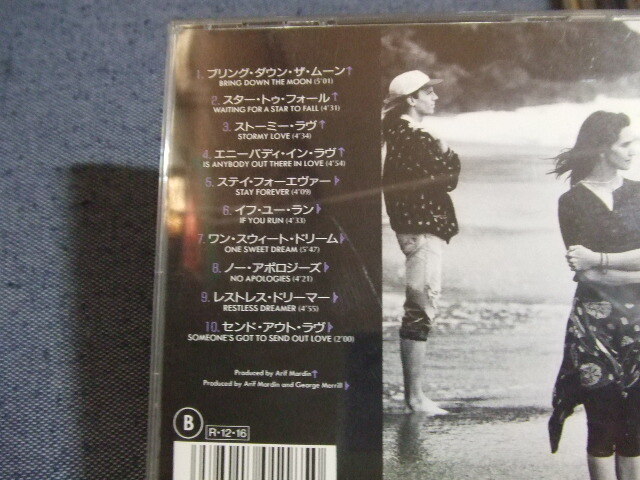 1. ブリング・ダウン・ザ・ムーン↑
BRING DOWN THE MOON (5'01)
2. スター・トゥ・フォール↑
WAITING FOR A STAR TO FALL (4'31)
3. ストーミー・ラヴ↑
STORMY LOVE (4'34)
4. エニーバディ・イン・ラヴ↑
IS ANYBODY OUT THERE IN LOVE (4'54)
5. ステイ・フォーエヴァー▶
STAY FOREVER (4'09)
6. イフ・ユー・ラン▶
IF YOU RUN (4'33)
7. ワン・スウィート・ドリーム▶
ONE SWEET DREAM (5'47)
8. ノー・アポロジーズ▶
NO APOLOGIES (4'21)
9. レストレス・ドリーマー▶
RESTLESS DREAMER (4'55)
10. センド・アウト・ラヴ▶
SOMEONE'S GOT TO SEND OUT LOVE (2'00)
Produced by Arif Mardin↑
Produced by Arif Mardin and George Merrill▶
B R・12・16